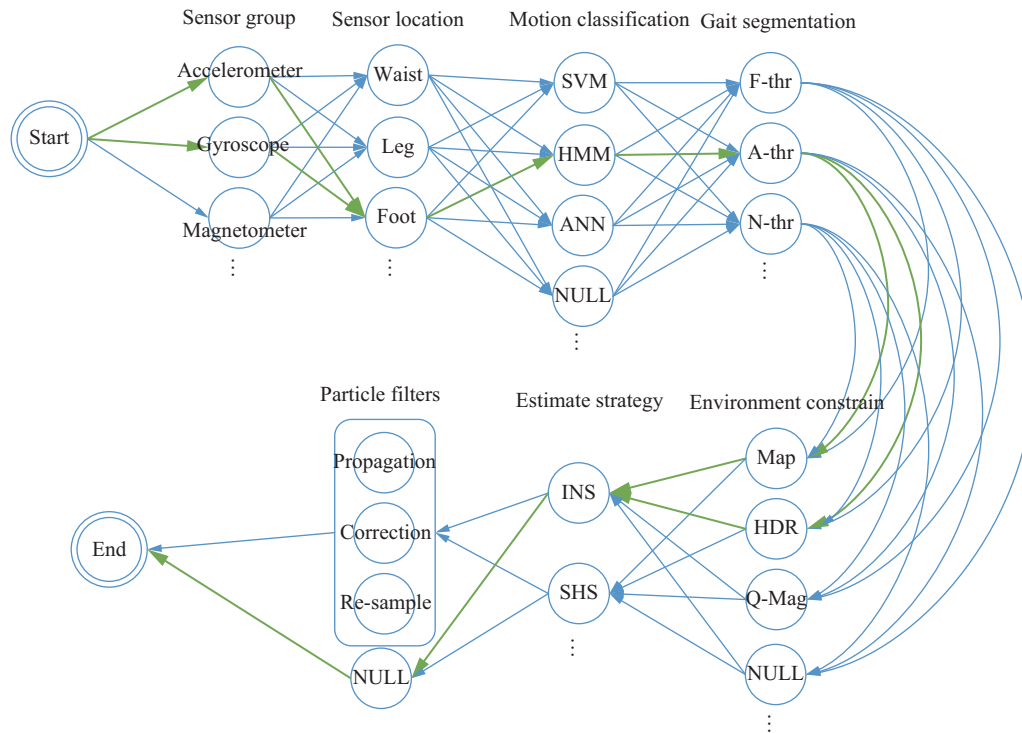 Sensor group
Sensor location
Motion classification
Gait segmentation
Start
Accelerometer
Gyroscope
Magnetometer
⋮
Waist
Leg
Foot
⋮
SVM
HMM
ANN
NULL
⋮
F-thr
A-thr
N-thr
⋮
Particle filters
Estimate strategy
Environment constrain
Map
HDR
Q-Mag
NULL
⋮
INS
SHS
⋮
Propagation
Correction
Re-sample
NULL
End